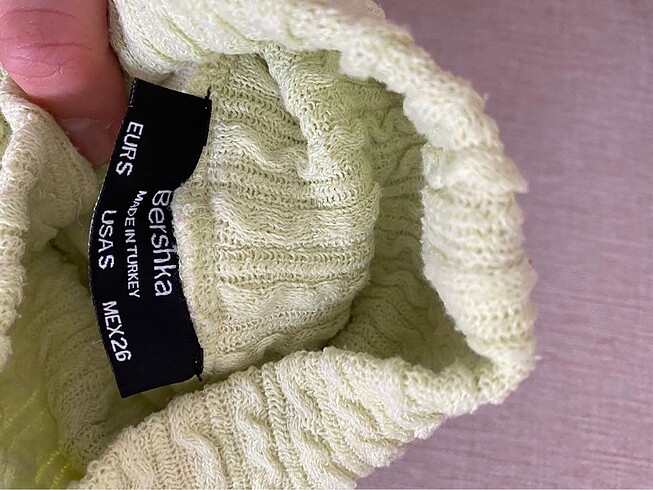 Bershka
MADE IN TURKEY
EUR S USA S MEX 26